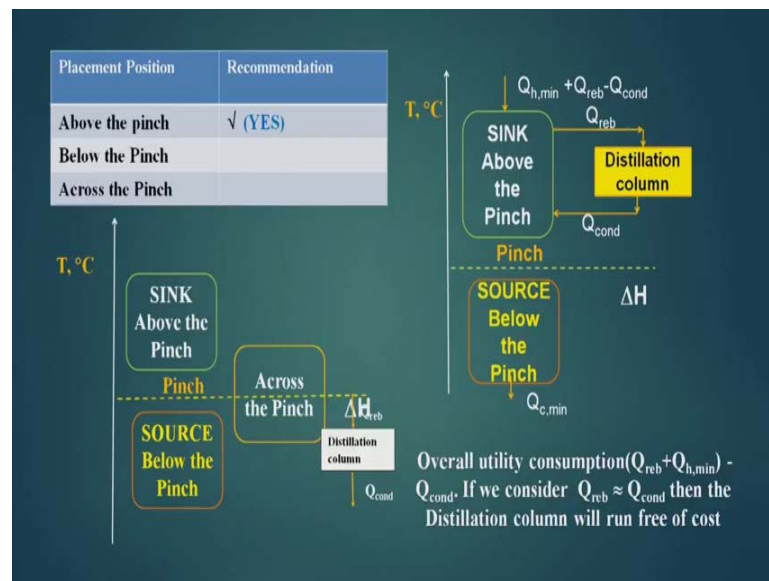 Placement Position Recommendation
Above the pinch √ (YES)
Below the Pinch
Across the Pinch
T, °C
Qh,min +Qreb-Qcond
Qreb
SINK
Above
the
Pinch
Distillation
column
Qcond
Pinch
SOURCE
Below
the
Pinch
ΔH
Qc,min
T, °C
SINK
Above the
Pinch
Pinch
Across
the Pinch
SOURCE
Below the
Pinch
Distillation
column
Qcond
Overall utility consumption(Qreb+Qh,min) -
Qcond. If we consider Qreb ≈ Qcond then the
Distillation column will run free of cost